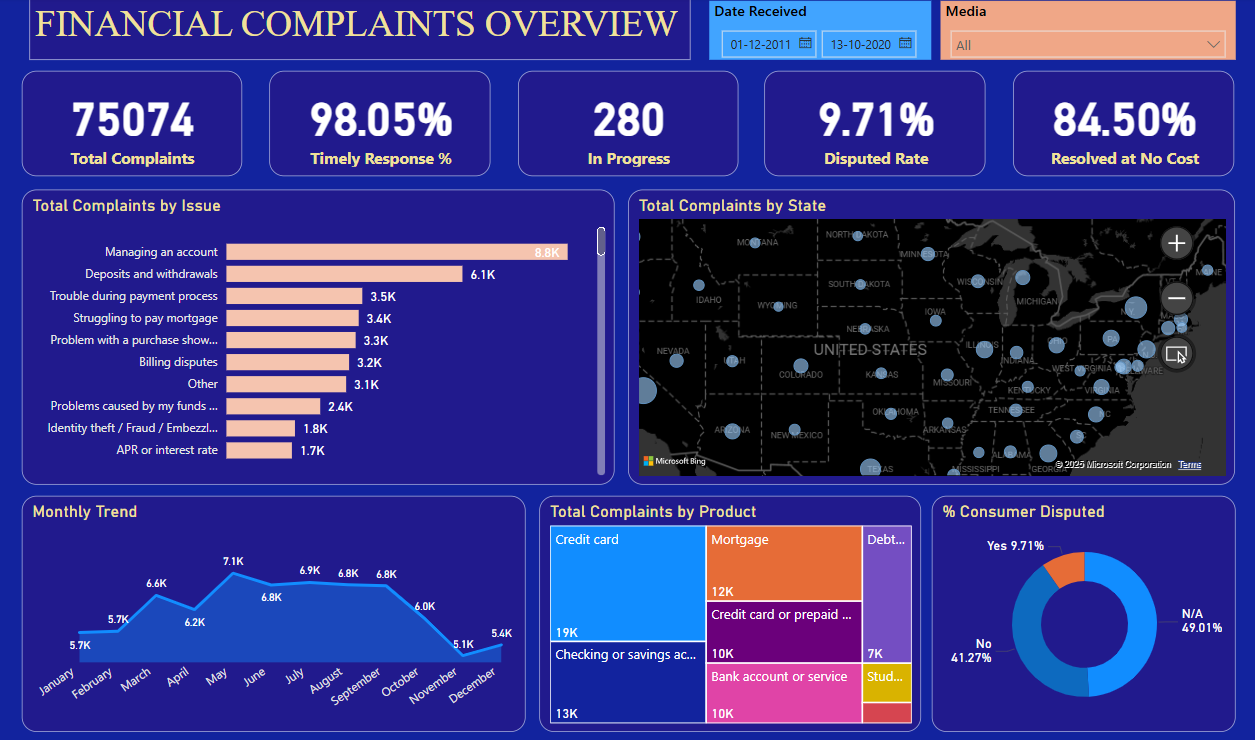 FINANCIAL COMPLAINTS OVERVIEW
Date Received
01-12-2011
13-10-2020
Media
All
75074
Total Complaints
98.05%
Timely Response %
280
In Progress
9.71%
Disputed Rate
84.50%
Resolved at No Cost
Total Complaints by Issue
Managing an account 8.8K
Deposits and withdrawals 6.1K
Trouble during payment process 3.5K
Struggling to pay mortgage 3.4K
Problem with a purchase show... 3.3K
Billing disputes 3.2K
Other 3.1K
Problems caused by my funds ... 2.4K
Identity theft / Fraud / Embezzl... 1.8K
APR or interest rate 1.7K
Total Complaints by State
MONTANA
NORTH DAKOTA
MINNESOTA
MAINE
IDAHO
WYOMING
SOUTH DAKOTA
WISCONSIN
MICHIGAN
IOWA
NEBRASKA
NEVADA
UTAH
COLORADO
UNITED STATES
KANSAS
ILLINOIS
INDIANA
OHIO
PA
MISSOURI
WEST VIRGINIA
DELAWARE
KENTUCKY
VIRGINIA
OKLAHOMA
TENNESSEE
NC
ARIZONA
NEW MEXICO
ARKANSAS
SC
TEXAS
MISSISSIPPI
ALABAMA
GEORGIA
Microsoft Bing
© 2025 Microsoft Corporation Terms
Monthly Trend
5.7K
5.7K
6.6K
6.2K
7.1K
6.8K
6.9K
6.8K
6.8K
6.0K
5.1K
5.4K
January
February
March
April
May
June
July
August
September
October
November
December
Total Complaints by Product
Credit card
19K
Checking or savings ac...
13K
Mortgage
12K
Credit card or prepaid ...
10K
Bank account or service
10K
Debt...
7K
Stud...
% Consumer Disputed
Yes 9.71%
N/A
49.01%
No
41.27%